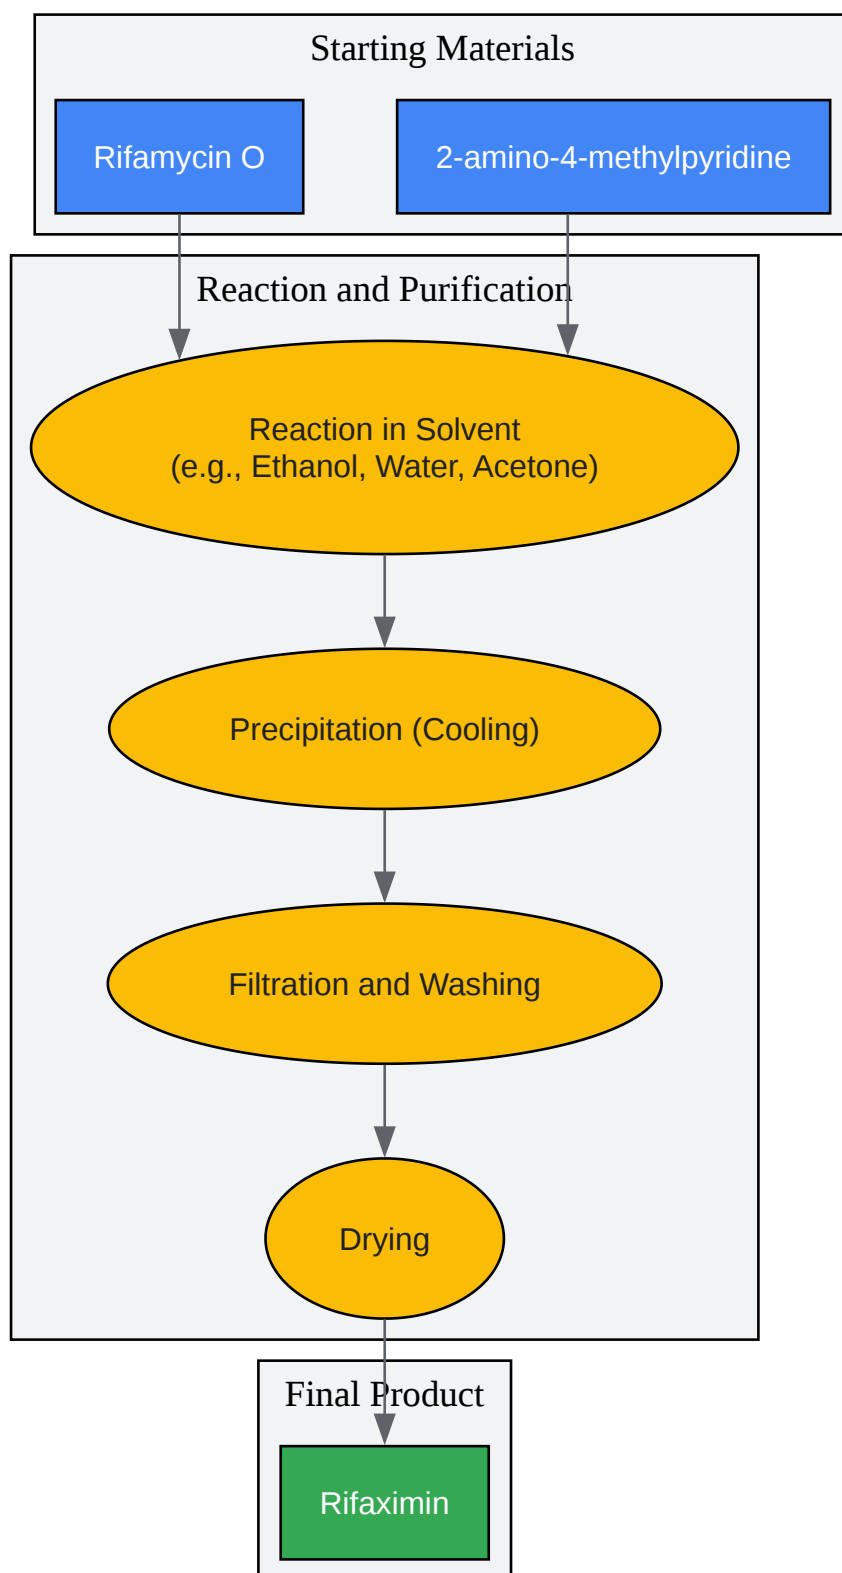 Starting Materials
Rifamycin O
2-amino-4-methylpyridine
Reaction and Purification
Reaction in Solvent
(e.g., Ethanol, Water, Acetone)
Precipitation (Cooling)
Filtration and Washing
Drying
Final Product
Rifaximin